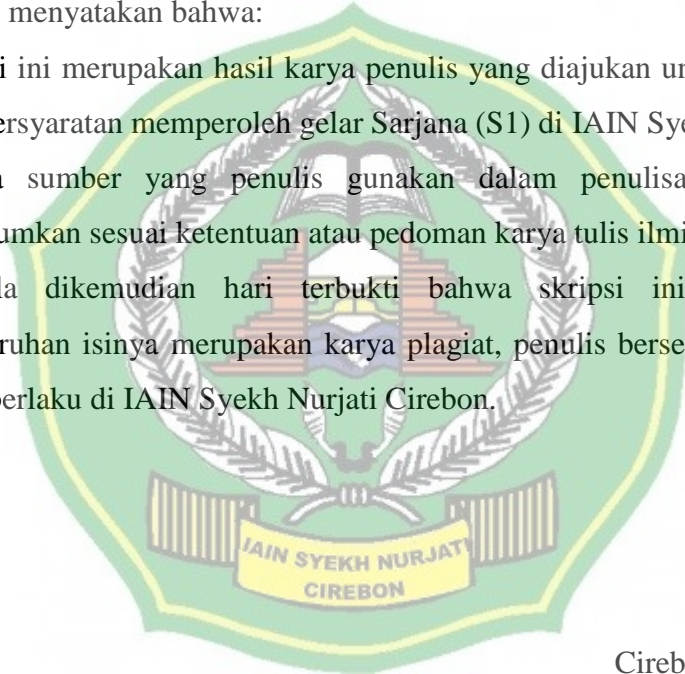 menyatakan bahwa:
i ini merupakan hasil karya penulis yang diajukan un
ersyaratan memperoleh gelar Sarjana (S1) di IAIN Sye
a sumber yang penulis gunakan dalam penulisa
umkan sesuai ketentuan atau pedoman karya tulis ilmi
la dikemudian hari terbukti bahwa skripsi ini
ruhan isinya merupakan karya plagiat, penulis berse
berlaku di IAIN Syekh Nurjati Cirebon.
IAIN SYEKH NURJATI
CIREBON
Cireb